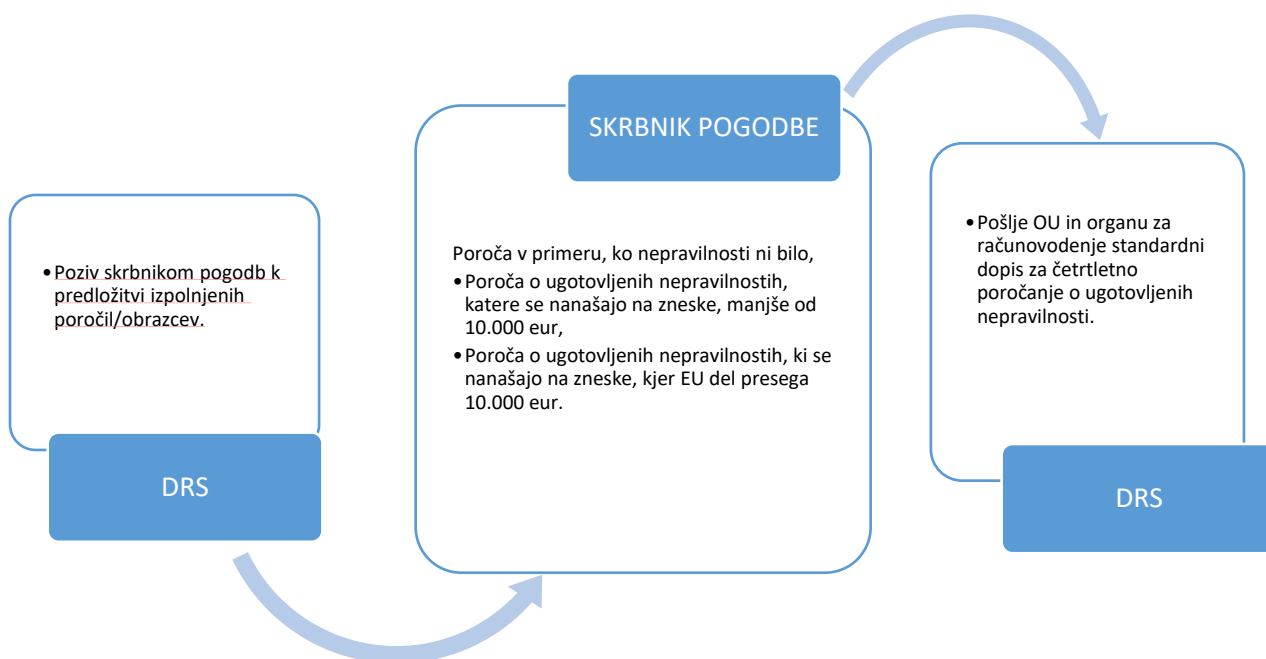 •Poziv skrbnikom pogodb k
predložitvi izpolnjenih
poročil/obrazcev.
DRS
SKRBNIK POGODBE
Poroča v primeru, ko nepravilnosti ni bilo,
•Poroča o ugotovljenih nepravilnostih,
katere se nanašajo na zneske, manjše od
10.000 eur,
•Poroča o ugotovljenih nepravilnostih, ki se
nanašajo na zneske, kjer EU del presega
10.000 eur.
•Pošlje OU in organu za
računovodenje standardni
dopis za četrtletno
poročanje o ugotovljenih
nepravilnosti.
DRS